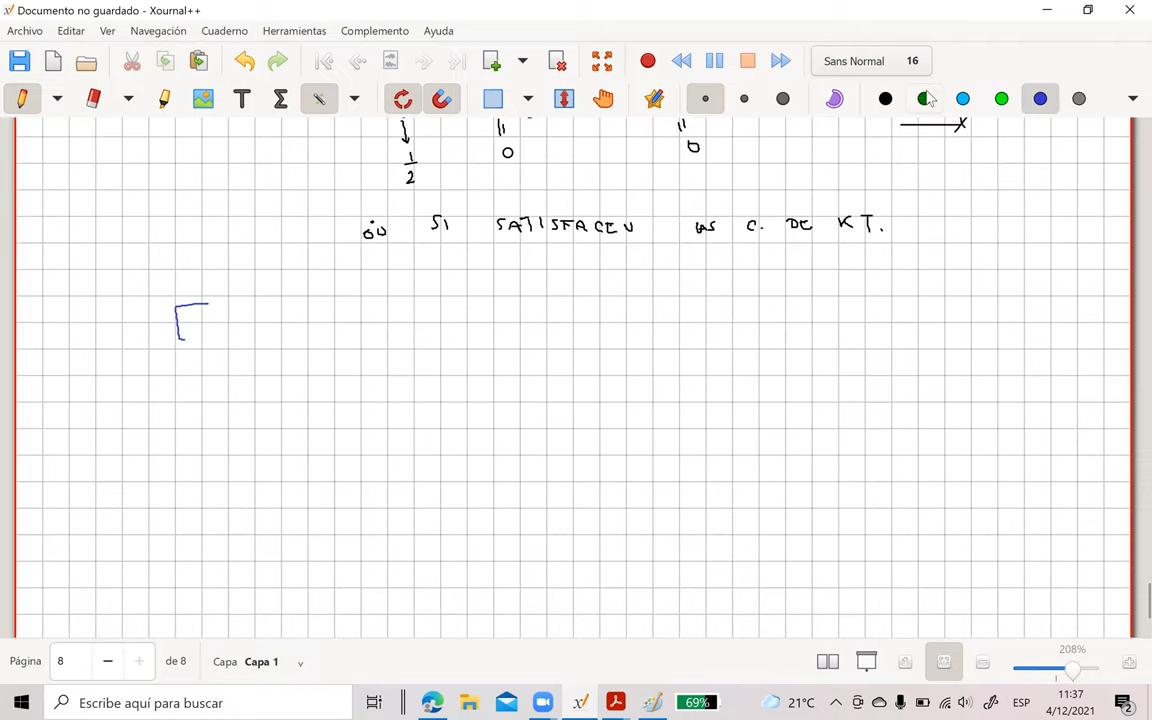 Documento no guardado - Xournal++
Archivo Editar Ver Navegación Cuaderno Herramientas Complemento Ayuda
Sans Normal 16
1
2
0
0
SI SATISFACEN C. DE KT.
Página 8 de 8 Capa Capa 1
208%
Escribe aquí para buscar
69%
21°C
ESP
11:37
4/12/2021
2